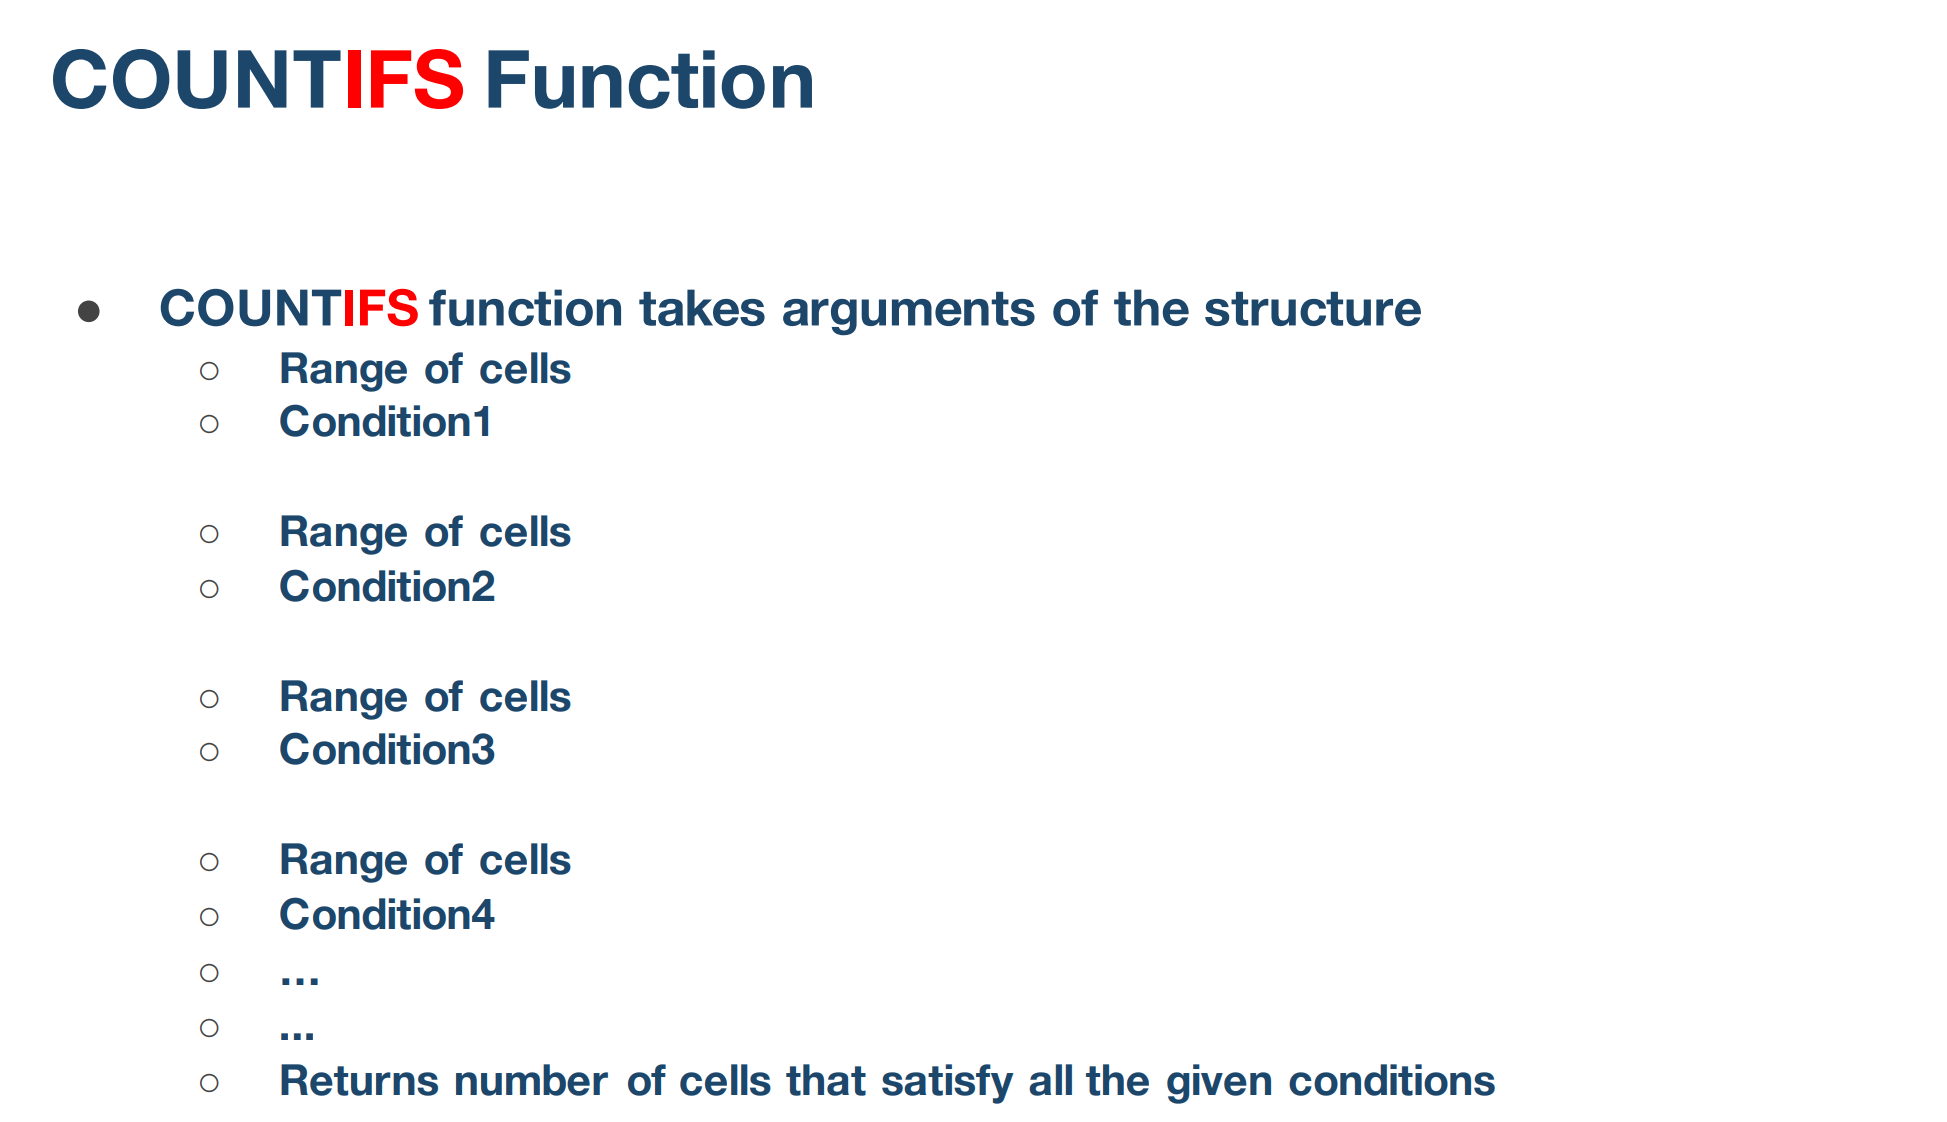 COUNTIFS Function
● COUNTIFS function takes arguments of the structure
○ Range of cells
○ Condition1
○ Range of cells
○ Condition2
○ Range of cells
○ Condition3
○ Range of cells
○ Condition4
○ …
○ ...
○ Returns number of cells that satisfy all the given conditions